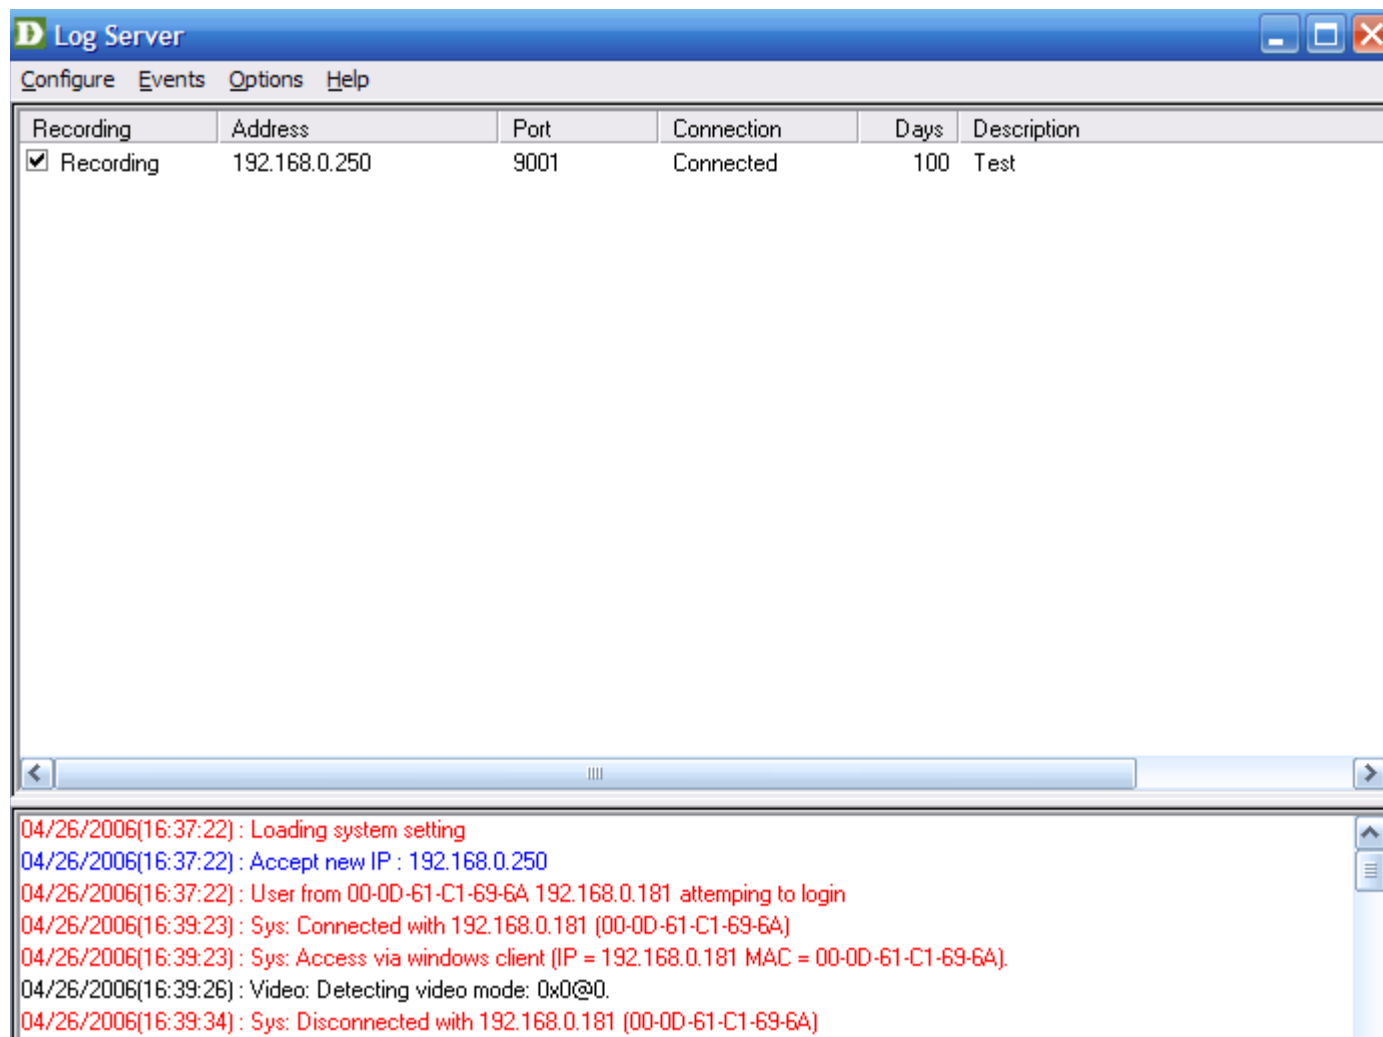 D Log Server
Configure Events Options Help
Recording Address Port Connection Days Description
Recording 192.168.0.250 9001 Connected 100 Test
04/26/2006(16:37:22) : Loading system setting
04/26/2006(16:37:22) : Accept new IP : 192.168.0.250
04/26/2006(16:37:22) : User from 00-0D-61-C1-69-6A 192.168.0.181 attemping to login
04/26/2006(16:39:23) : Sys: Connected with 192.168.0.181 (00-0D-61-C1-69-6A)
04/26/2006(16:39:23) : Sys: Access via windows client (IP = 192.168.0.181 MAC = 00-0D-61-C1-69-6A).
04/26/2006(16:39:26) : Video: Detecting video mode: 0x0@0.
04/26/2006(16:39:34) : Sys: Disconnected with 192.168.0.181 (00-0D-61-C1-69-6A)